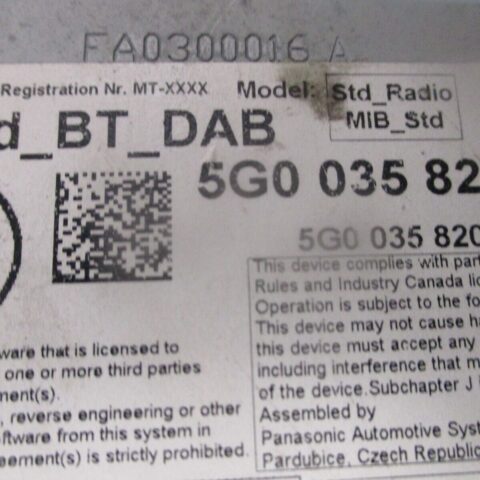 FA0300016 A
Registration Nr. MT-XXXX Model: Std_Radio
MIB_Std
d_BT_DAB
5G0 035 82
5G0 035 820
This device complies with part
Rules and Industry Canada lic
Operation is subject to the fo
This device may not cause ha
this device must accept any
including interference that m
of the device.Subchapter J
Assembled by
Panasonic Automotive Syst
Pardubice, Czech Republic
ware that is licensed to
one or more third parties
ement(s).
, reverse engineering or other
oftware from this system in
eement(s) is strictly prohibited.